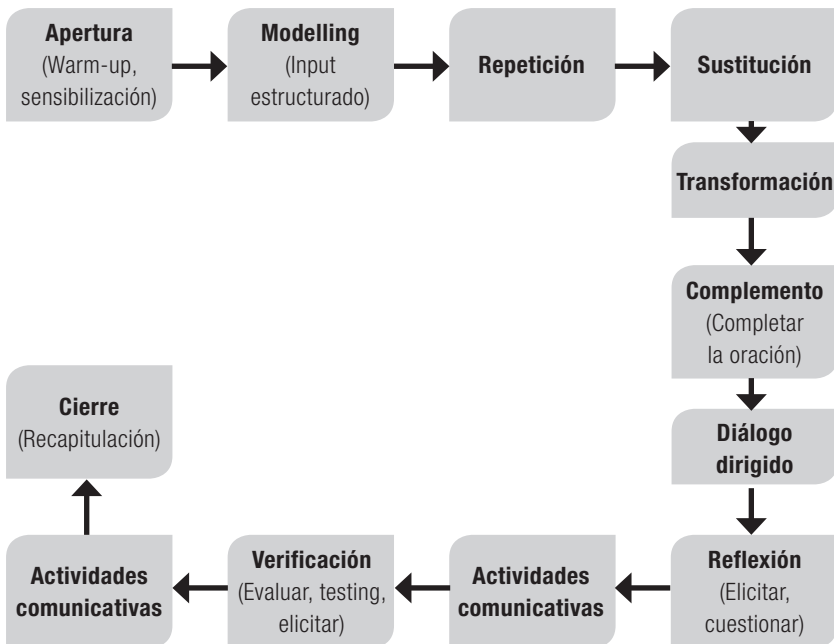 Apertura
(Warm-up,
sensibilización)
Modelling
(Input
estructurado)
Repetición
Sustitución
Transformación
Complemento
(Completar
la oración)
Diálogo
dirigido
Reflexión
(Elicitar,
cuestionar)
Actividades
comunicativas
Verificación
(Evaluar, testing,
elicitar)
Actividades
comunicativas
Cierre
(Recapitulación)